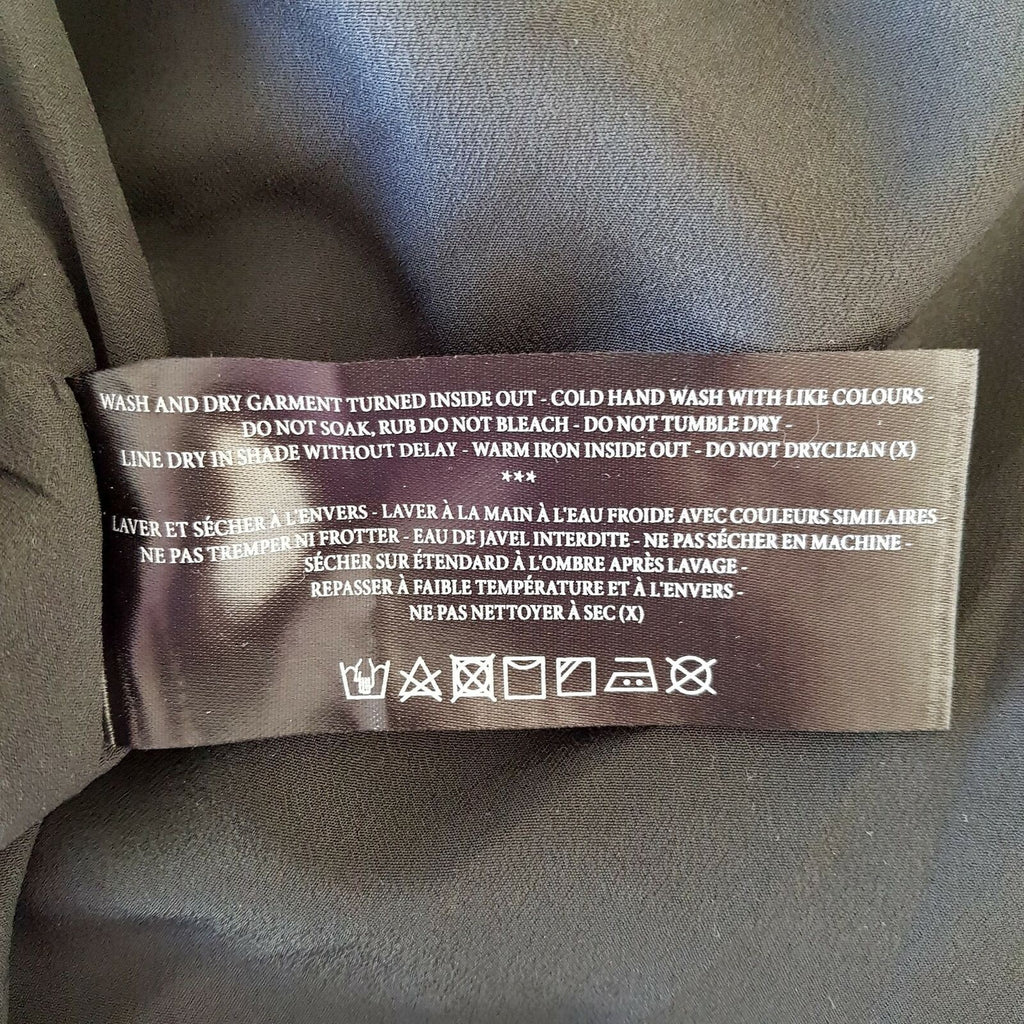 WASH AND DRY GARMENT TURNED INSIDE OUT - COLD HAND WASH WITH LIKE COLOURS -
DO NOT SOAK, RUB DO NOT BLEACH - DO NOT TUMBLE DRY -
LINE DRY IN SHADE WITHOUT DELAY - WARM IRON INSIDE OUT - DO NOT DRYCLEAN (X)
***
LAVER ET SÉCHER À L'ENVERS - LAVER À LA MAIN À L'EAU FROIDE AVEC COULEURS SIMILAIRES -
NE PAS TREMPER NI FROTTER - EAU DE JAVEL INTERDITE - NE PAS SÉCHER EN MACHINE -
SÉCHER SUR ÉTENDARD À L'OMBRE APRÈS LAVAGE -
REPASSER À FAIBLE TEMPÉRATURE ET À L'ENVERS -
NE PAS NETTOYER À SEC (X)